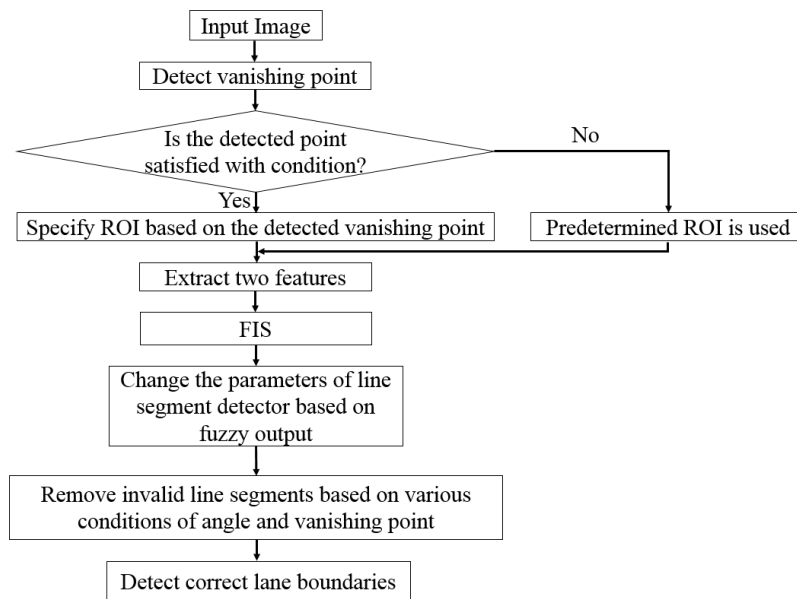 Input Image
Detect vanishing point
Is the detected point
satisfied with condition?
No
Yes
Specify ROI based on the detected vanishing point
Predetermined ROI is used
Extract two features
FIS
Change the parameters of line
segment detector based on
fuzzy output
Remove invalid line segments based on various
conditions of angle and vanishing point
Detect correct lane boundaries